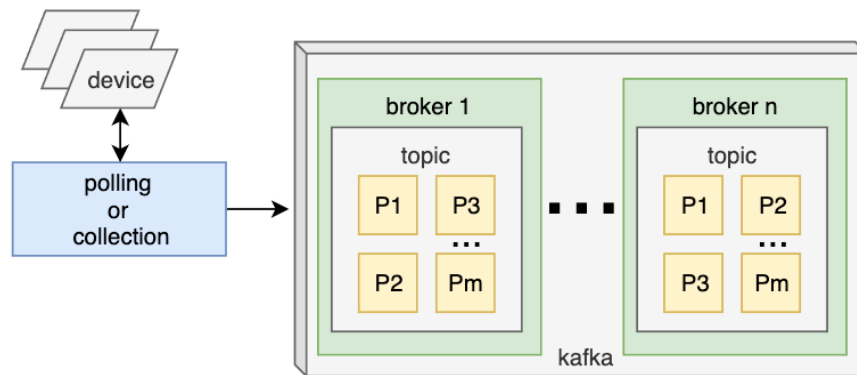 device
polling
or
collection
broker 1
topic
P1 P3
...
P2 Pm
...
broker n
topic
P1 P2
...
P3 Pm
kafka